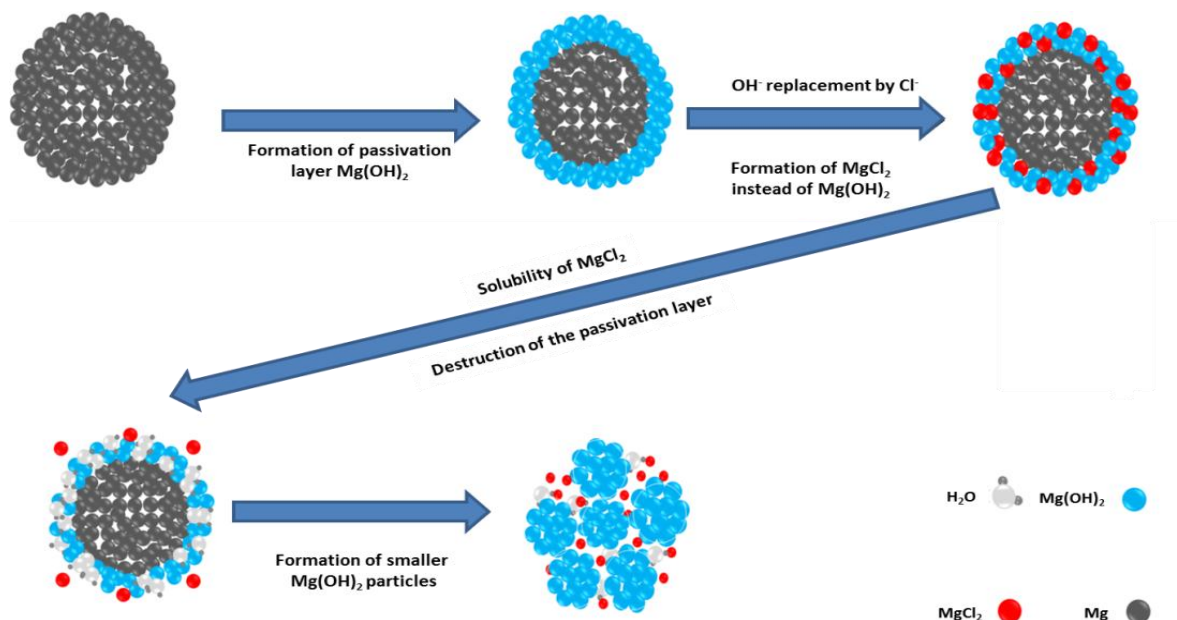 Formation of passivation
layer Mg(OH)₂
OH⁻ replacement by Cl⁻
Formation of MgCl₂
instead of Mg(OH)₂
Solubility of MgCl₂
Destruction of the passivation layer
Formation of smaller
Mg(OH)₂ particles
H₂O
Mg(OH)₂
MgCl₂
Mg